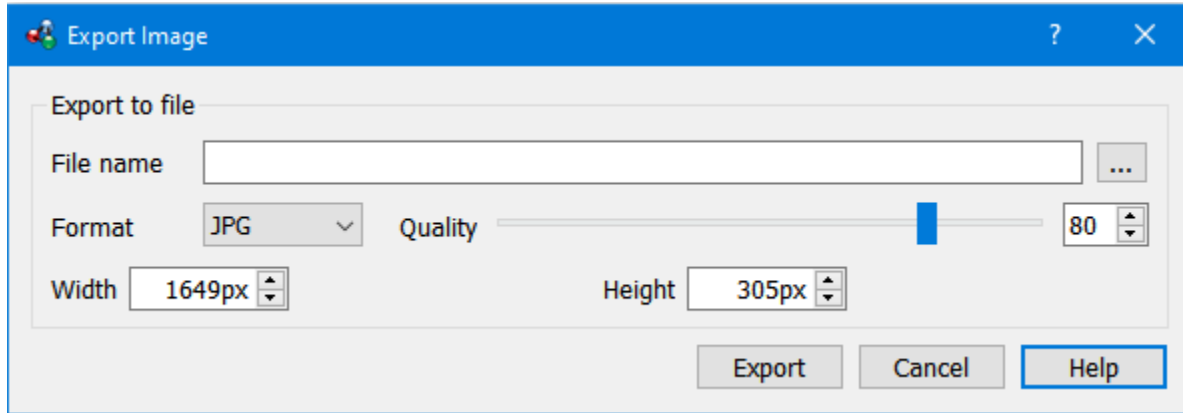 Export Image ?
Export to file
File name ...
Format JPG Quality 80
Width 1649px Height 305px
Export Cancel Help